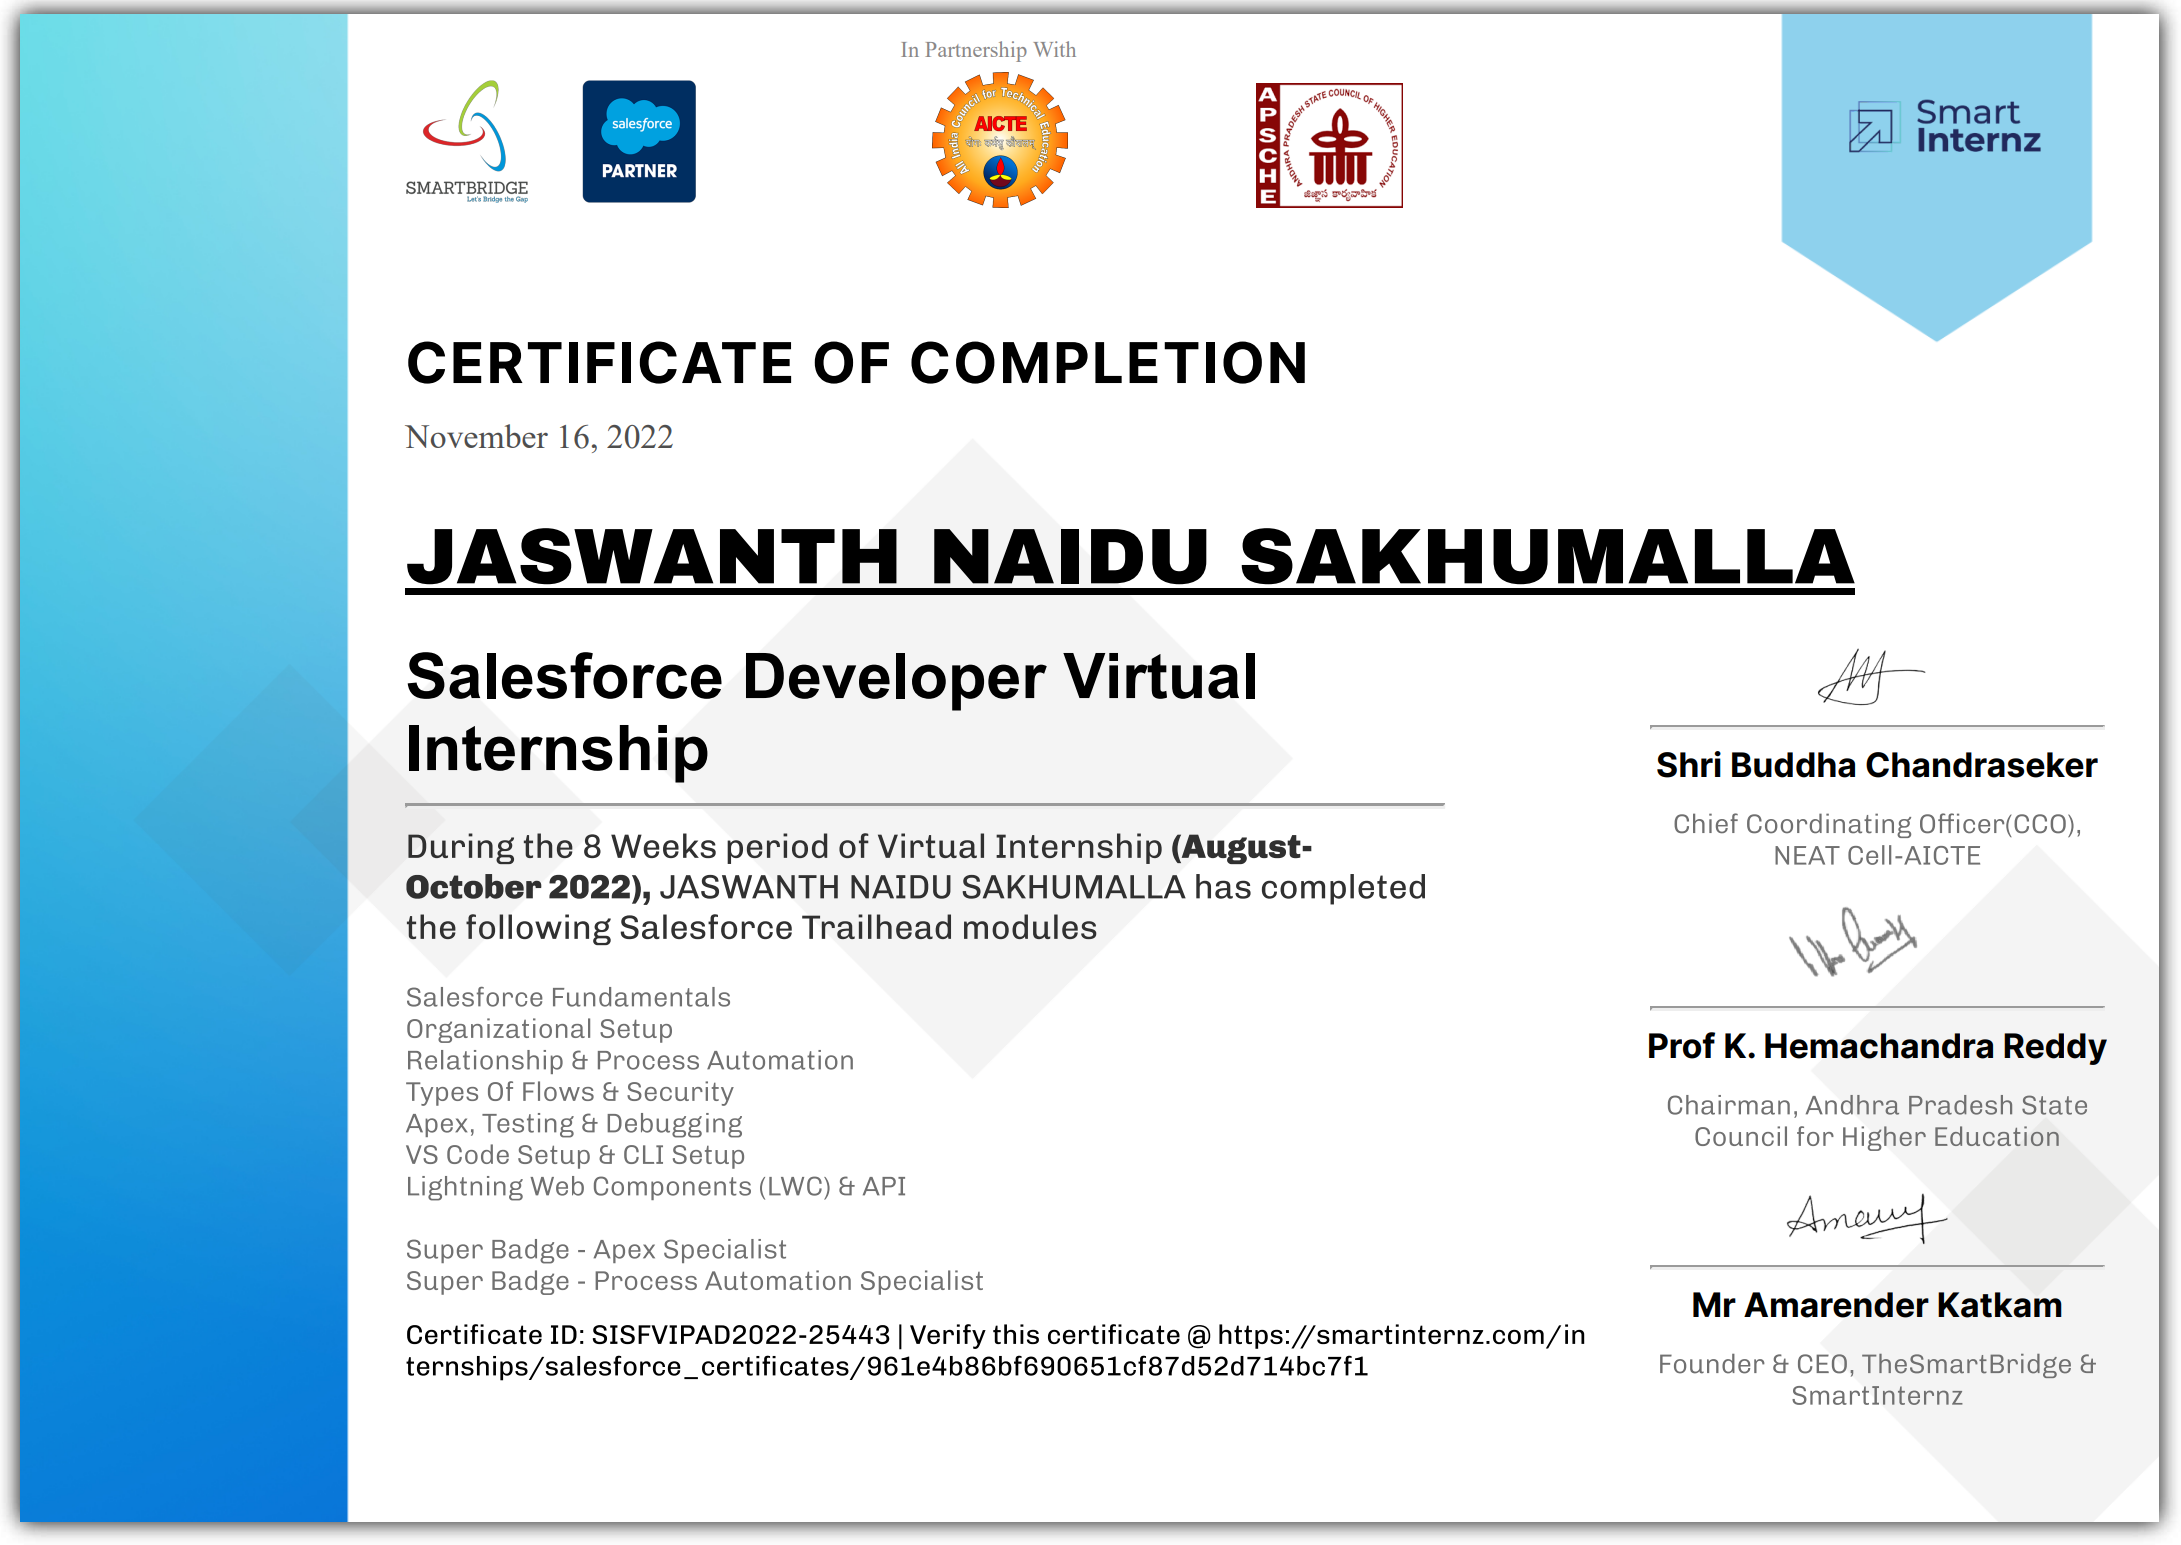 In Partnership With
SMARTBRIDGE
Let's Bridge the Gap
salesforce
PARTNER
All India Council for Technical Education
AICTE
APSCHE
ANDHRA PRADESH STATE COUNCIL OF HIGHER EDUCATION
Smart
Internz
CERTIFICATE OF COMPLETION
November 16, 2022
JASWANTH NAIDU SAKHUMALLA
Salesforce Developer Virtual
Internship
During the 8 Weeks period of Virtual Internship (August-
October 2022), JASWANTH NAIDU SAKHUMALLA has completed
the following Salesforce Trailhead modules
Salesforce Fundamentals
Organizational Setup
Relationship & Process Automation
Types Of Flows & Security
Apex, Testing & Debugging
VS Code Setup & CLI Setup
Lightning Web Components (LWC) & API
Super Badge - Apex Specialist
Super Badge - Process Automation Specialist
Certificate ID: SISFVIPAD2022-25443 | Verify this certificate @ https://smartinternz.com/in
ternships/salesforce_certificates/961e4b86bf690651cf87d52d714bc7f1
Shri Buddha Chandraseker
Chief Coordinating Officer(CCO),
NEAT Cell-AICTE
Prof K. Hemachandra Reddy
Chairman, Andhra Pradesh State
Council for Higher Education
Mr Amarender Katkam
Founder & CEO, TheSmartBridge &
SmartInternz